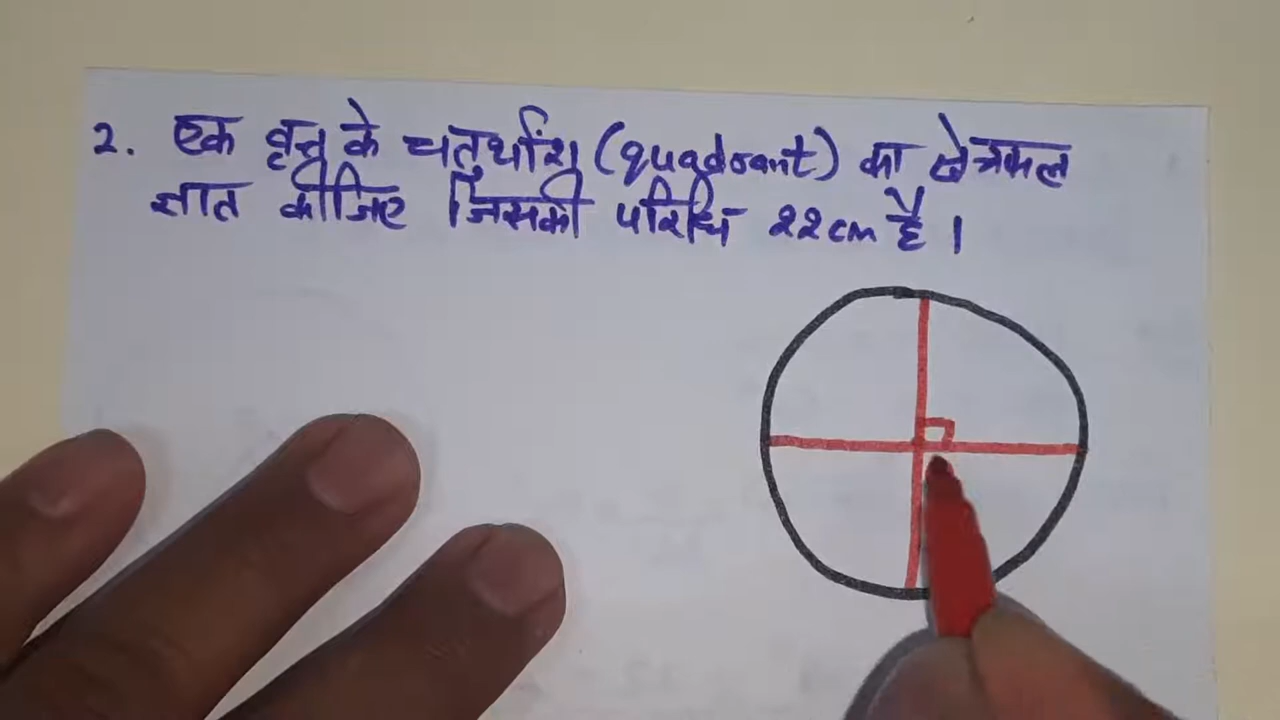 2. एक वृत्त के चतुर्थांश (quadrant) का क्षेत्रफल
ज्ञात कीजिए जिसकी परिधि 22cm है ।